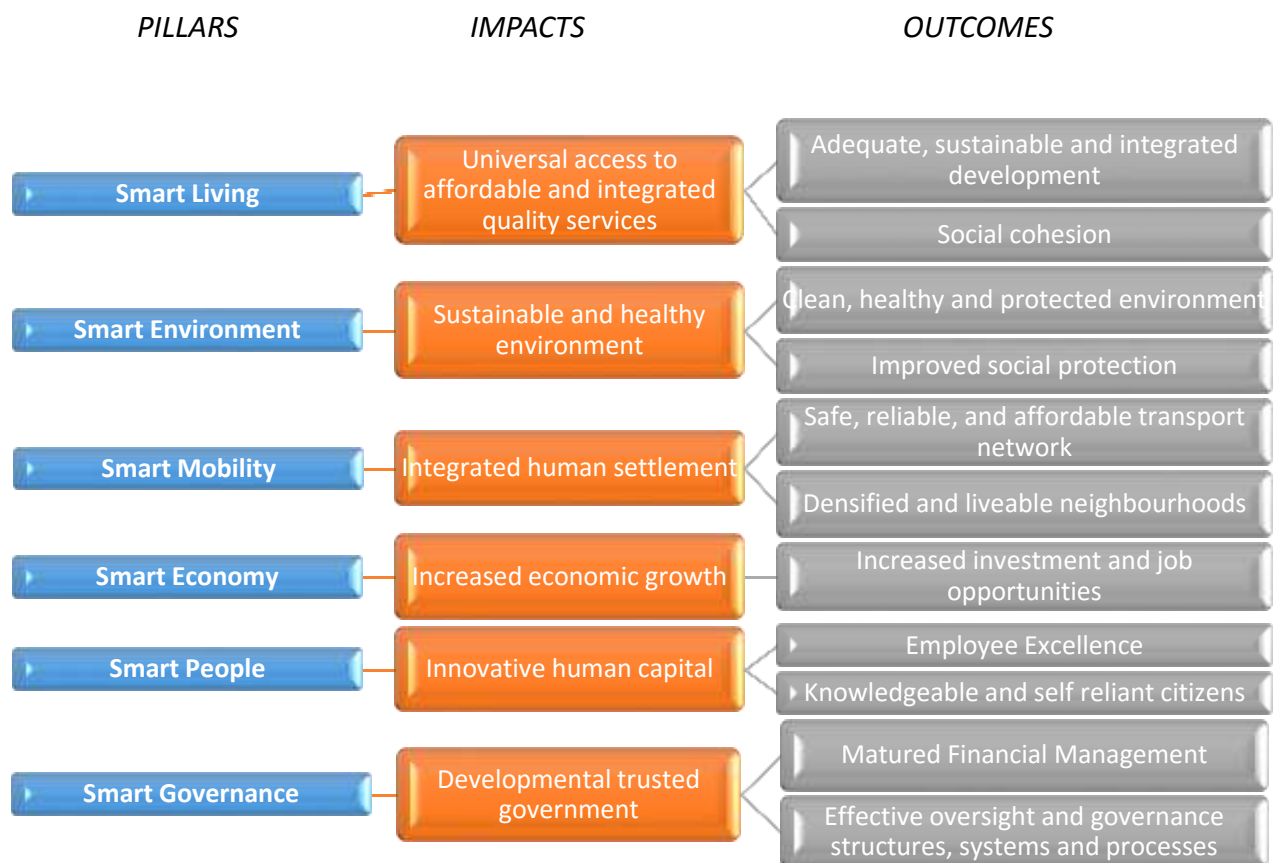 PILLARS IMPACTS OUTCOMES
Smart Living
Universal access to
affordable and integrated
quality services
Adequate, sustainable and integrated
development
Social cohesion
Smart Environment
Sustainable and healthy
environment
Clean, healthy and protected environment
Improved social protection
Smart Mobility
Integrated human settlement
Safe, reliable, and affordable transport
network
Densified and liveable neighbourhoods
Smart Economy
Increased economic growth
Increased investment and job
opportunities
Smart People
Innovative human capital
Employee Excellence
Knowledgeable and self reliant citizens
Smart Governance
Developmental trusted
government
Matured Financial Management
Effective oversight and governance
structures, systems and processes